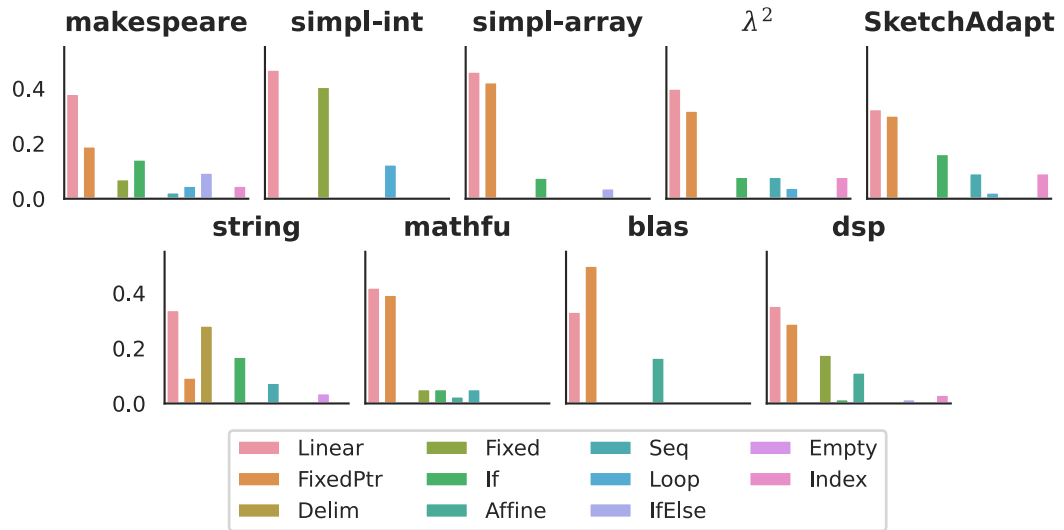 makespeare simpl-int simpl-array λ² SketchAdapt
0.4
0.2
0.0
string mathfu blas dsp
0.4
0.2
0.0
Linear Fixed Seq Empty
FixedPtr If Loop Index
Delim Affine IfElse